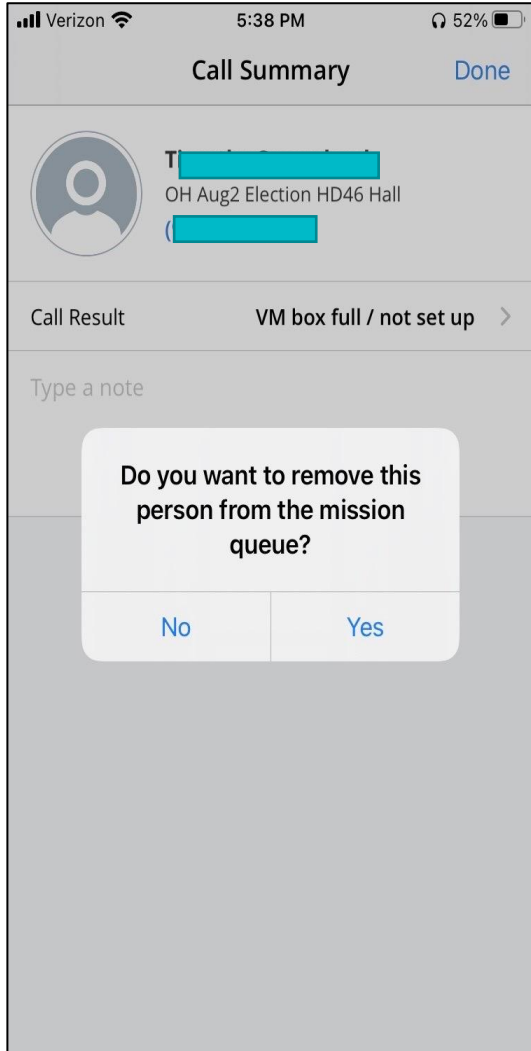 Verizon 5:38 PM 52%
Call Summary Done
OH Aug2 Election HD46 Hall
(
Call Result VM box full / not set up >
Type a note
Do you want to remove this
person from the mission
queue?
No Yes